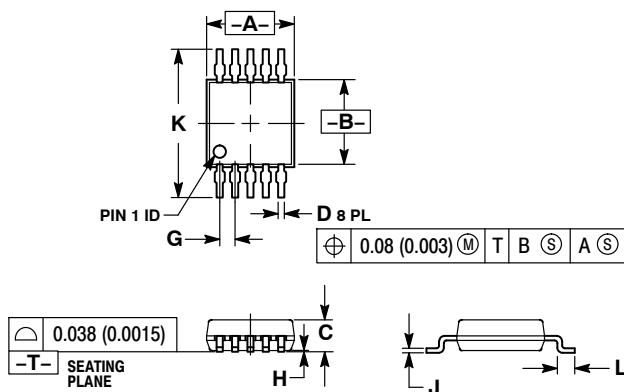 –A–
K
–B–
PIN 1 ID
G
D 8 PL
⌖ 0.08 (0.003) Ⓜ T B Ⓢ A Ⓢ
⌓ 0.038 (0.0015)
–T– SEATING PLANE
C
H
J
L